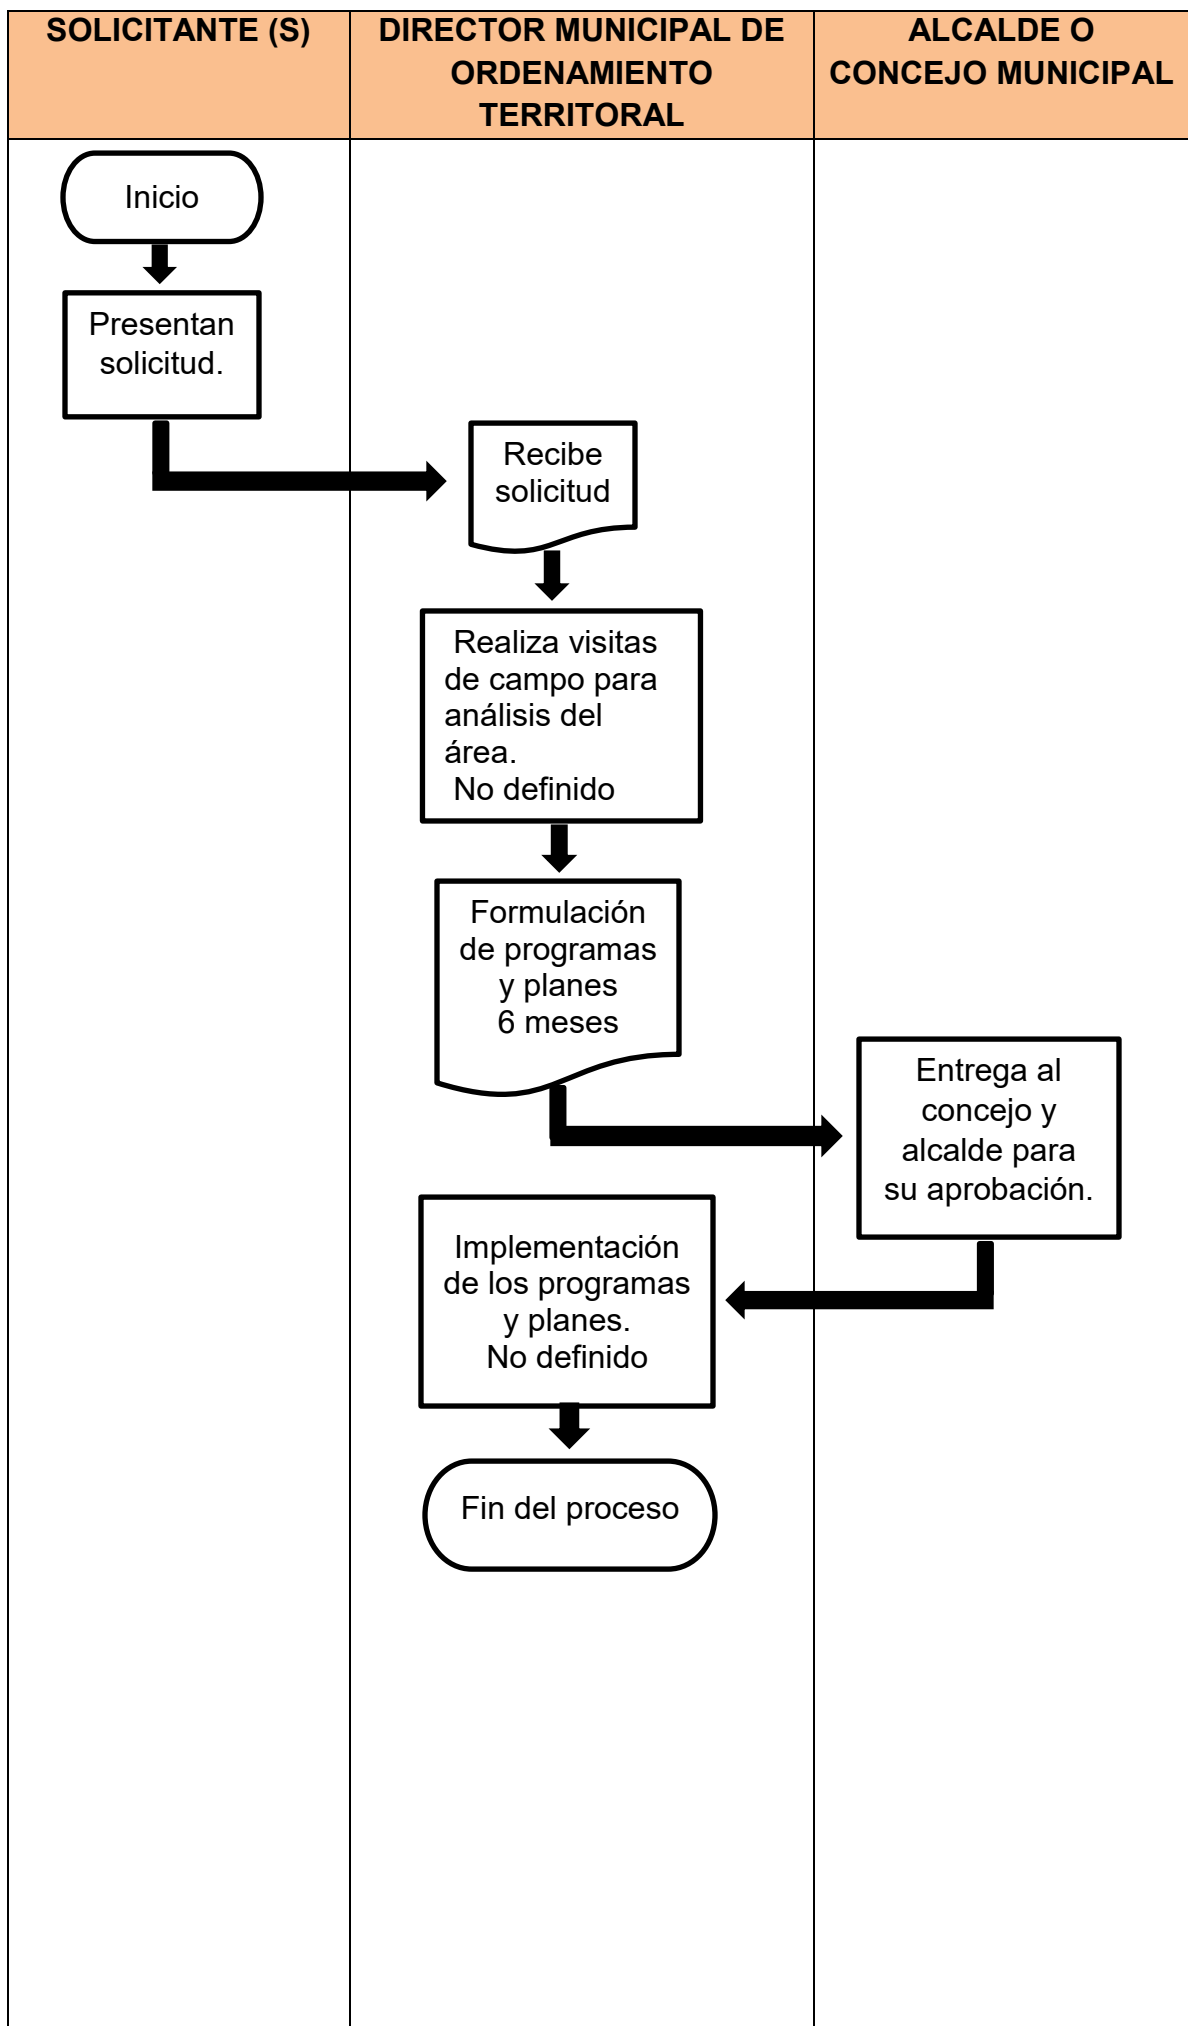 SOLICITANTE (S)
DIRECTOR MUNICIPAL DE
ORDENAMIENTO
TERRITORAL
ALCALDE O
CONCEJO MUNICIPAL
Inicio
Presentan
solicitud.
Recibe
solicitud
Realiza visitas
de campo para
análisis del
área.
No definido
Formulación
de programas
y planes
6 meses
Entrega al
concejo y
alcalde para
su aprobación.
Implementación
de los programas
y planes.
No definido
Fin del proceso